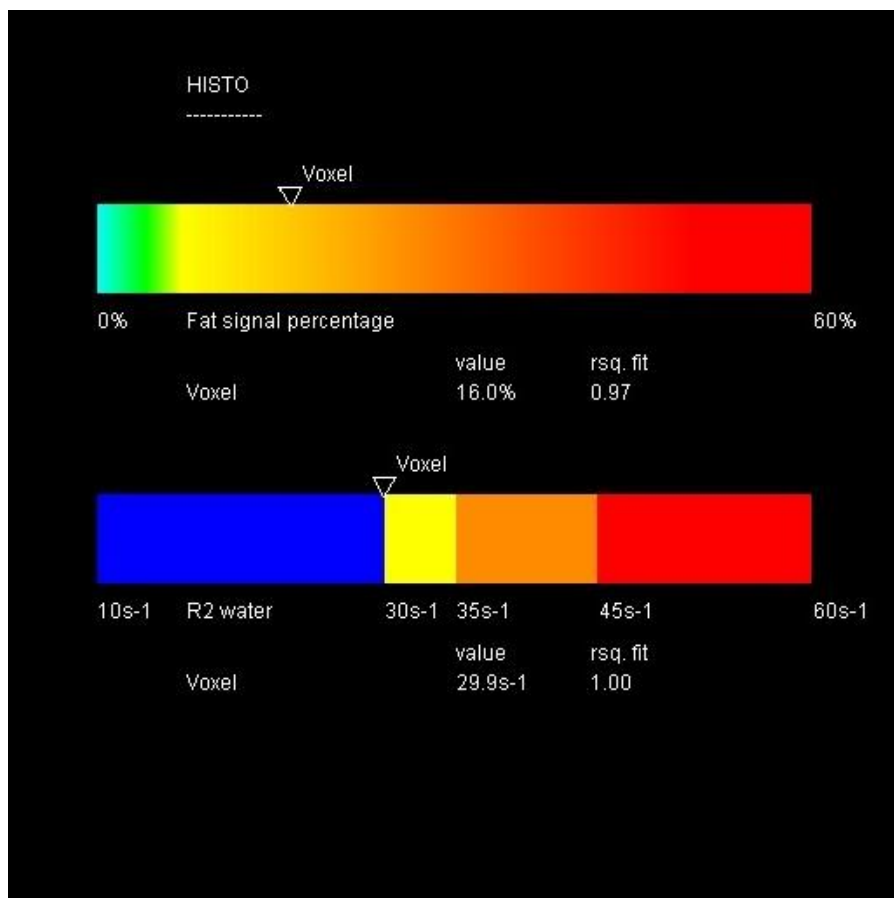 HISTO
-----------
Voxel
0% Fat signal percentage 60%
value rsq. fit
Voxel 16.0% 0.97
Voxel
10s-1 R2 water 30s-1 35s-1 45s-1 60s-1
value rsq. fit
Voxel 29.9s-1 1.00